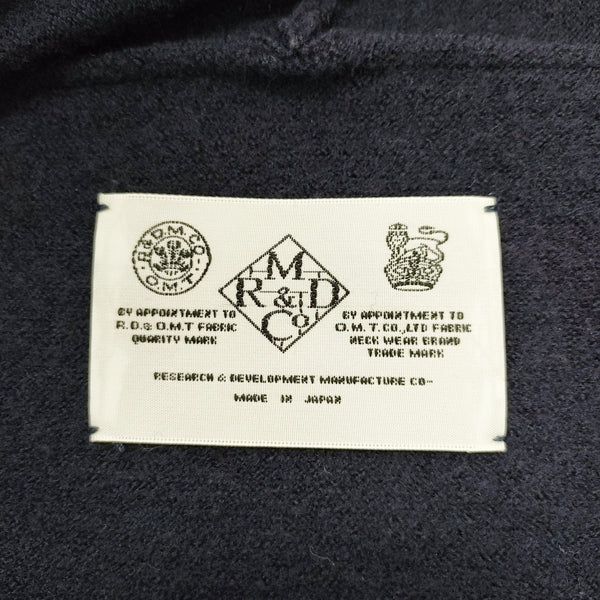 R.&D.M.CO.
O.M.T.
M
R & D
Co
BY APPOINTMENT TO
R.D.& O.M.T FABRIC
QUARITY MARK
BY APPOINTMENT TO
O.M.T.CO.,LTD FABRIC
NECK WEAR BRAND
TRADE MARK
RESEARCH & DEVELOPMENT MANUFACTURE CO-
MADE IN JAPAN